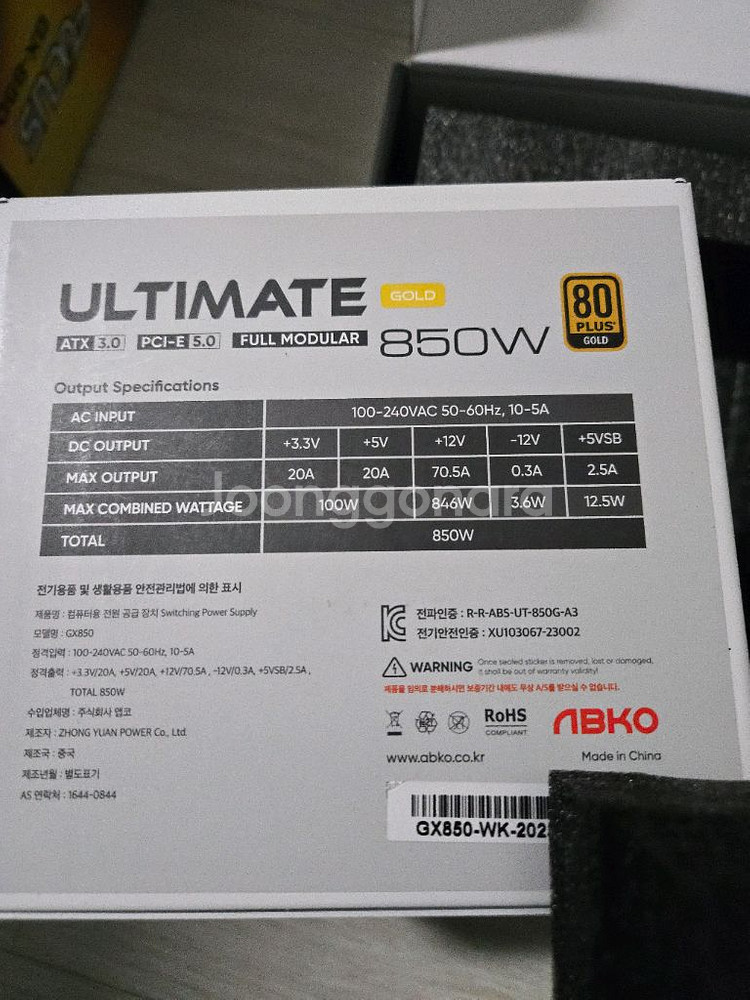 FOCUS
ULTIMATE GOLD
80 PLUS GOLD
ATX 3.0 PCI-E 5.0 FULL MODULAR 850W
Output Specifications
AC INPUT 100-240VAC 50-60Hz, 10-5A
DC OUTPUT +3.3V +5V +12V -12V +5VSB
MAX OUTPUT 20A 20A 70.5A 0.3A 2.5A
MAX COMBINED WATTAGE 100W 846W 3.6W 12.5W
TOTAL 850W
Joonggonara
전기용품 및 생활용품 안전관리법에 의한 표시
제품명 : 컴퓨터용 전원 공급 장치 Switching Power Supply
모델명 : GX850
정격입력 : 100-240VAC 50-60Hz, 10-5A
정격출력 : +3.3V/20A, +5V/20A, +12V/70.5A , -12V/0.3A, +5VSB/2.5A ,
TOTAL 850W
수입업체명 : 주식회사 앱코
제조자 : ZHONG YUAN POWER Co., Ltd.
제조국 : 중국
제조년월 : 별도표기
AS 연락처 : 1644-0844
전파인증 : R-R-ABS-UT-850G-A3
전기안전인증 : XU103067-23002
WARNING Once sealed sticker is removed, lost or damaged,
it shall be out of warranty validity!
제품을 임의로 분해하시면 보증기간 내에도 무상 A/S를 받으실 수 없습니다.
RoHS
COMPLIANT
ABKO
www.abko.co.kr Made in China
GX850-WK-202